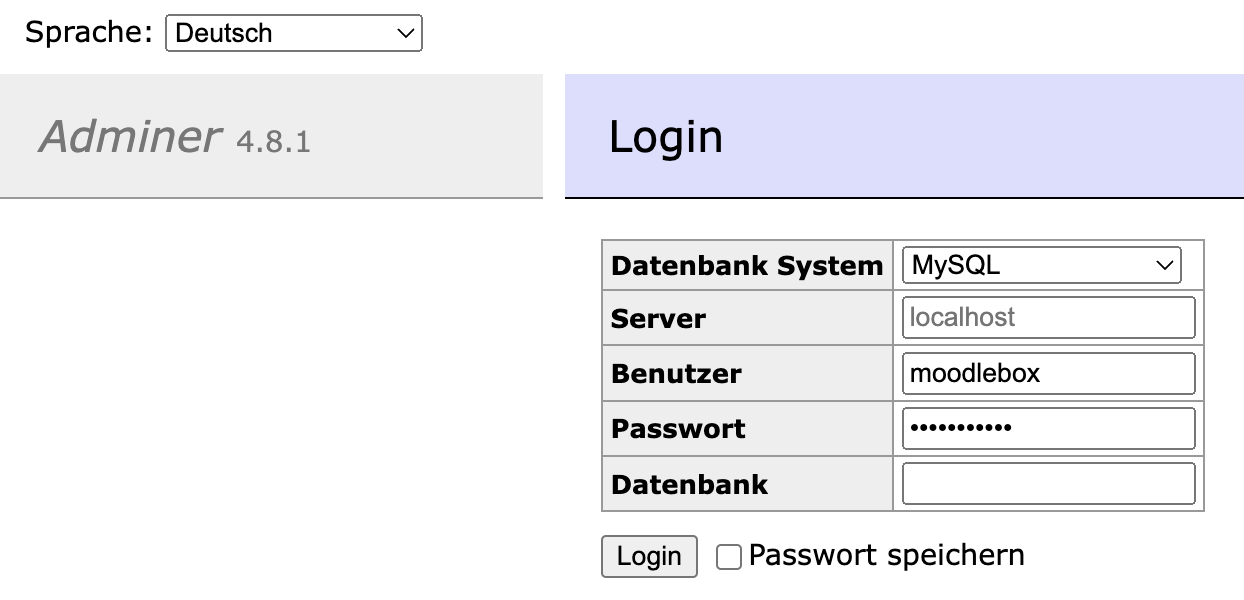 Sprache: Deutsch
Adminer 4.8.1
Login
Datenbank System MySQL
Server localhost
Benutzer moodlebox
Passwort •••••••••••
Datenbank
Login Passwort speichern